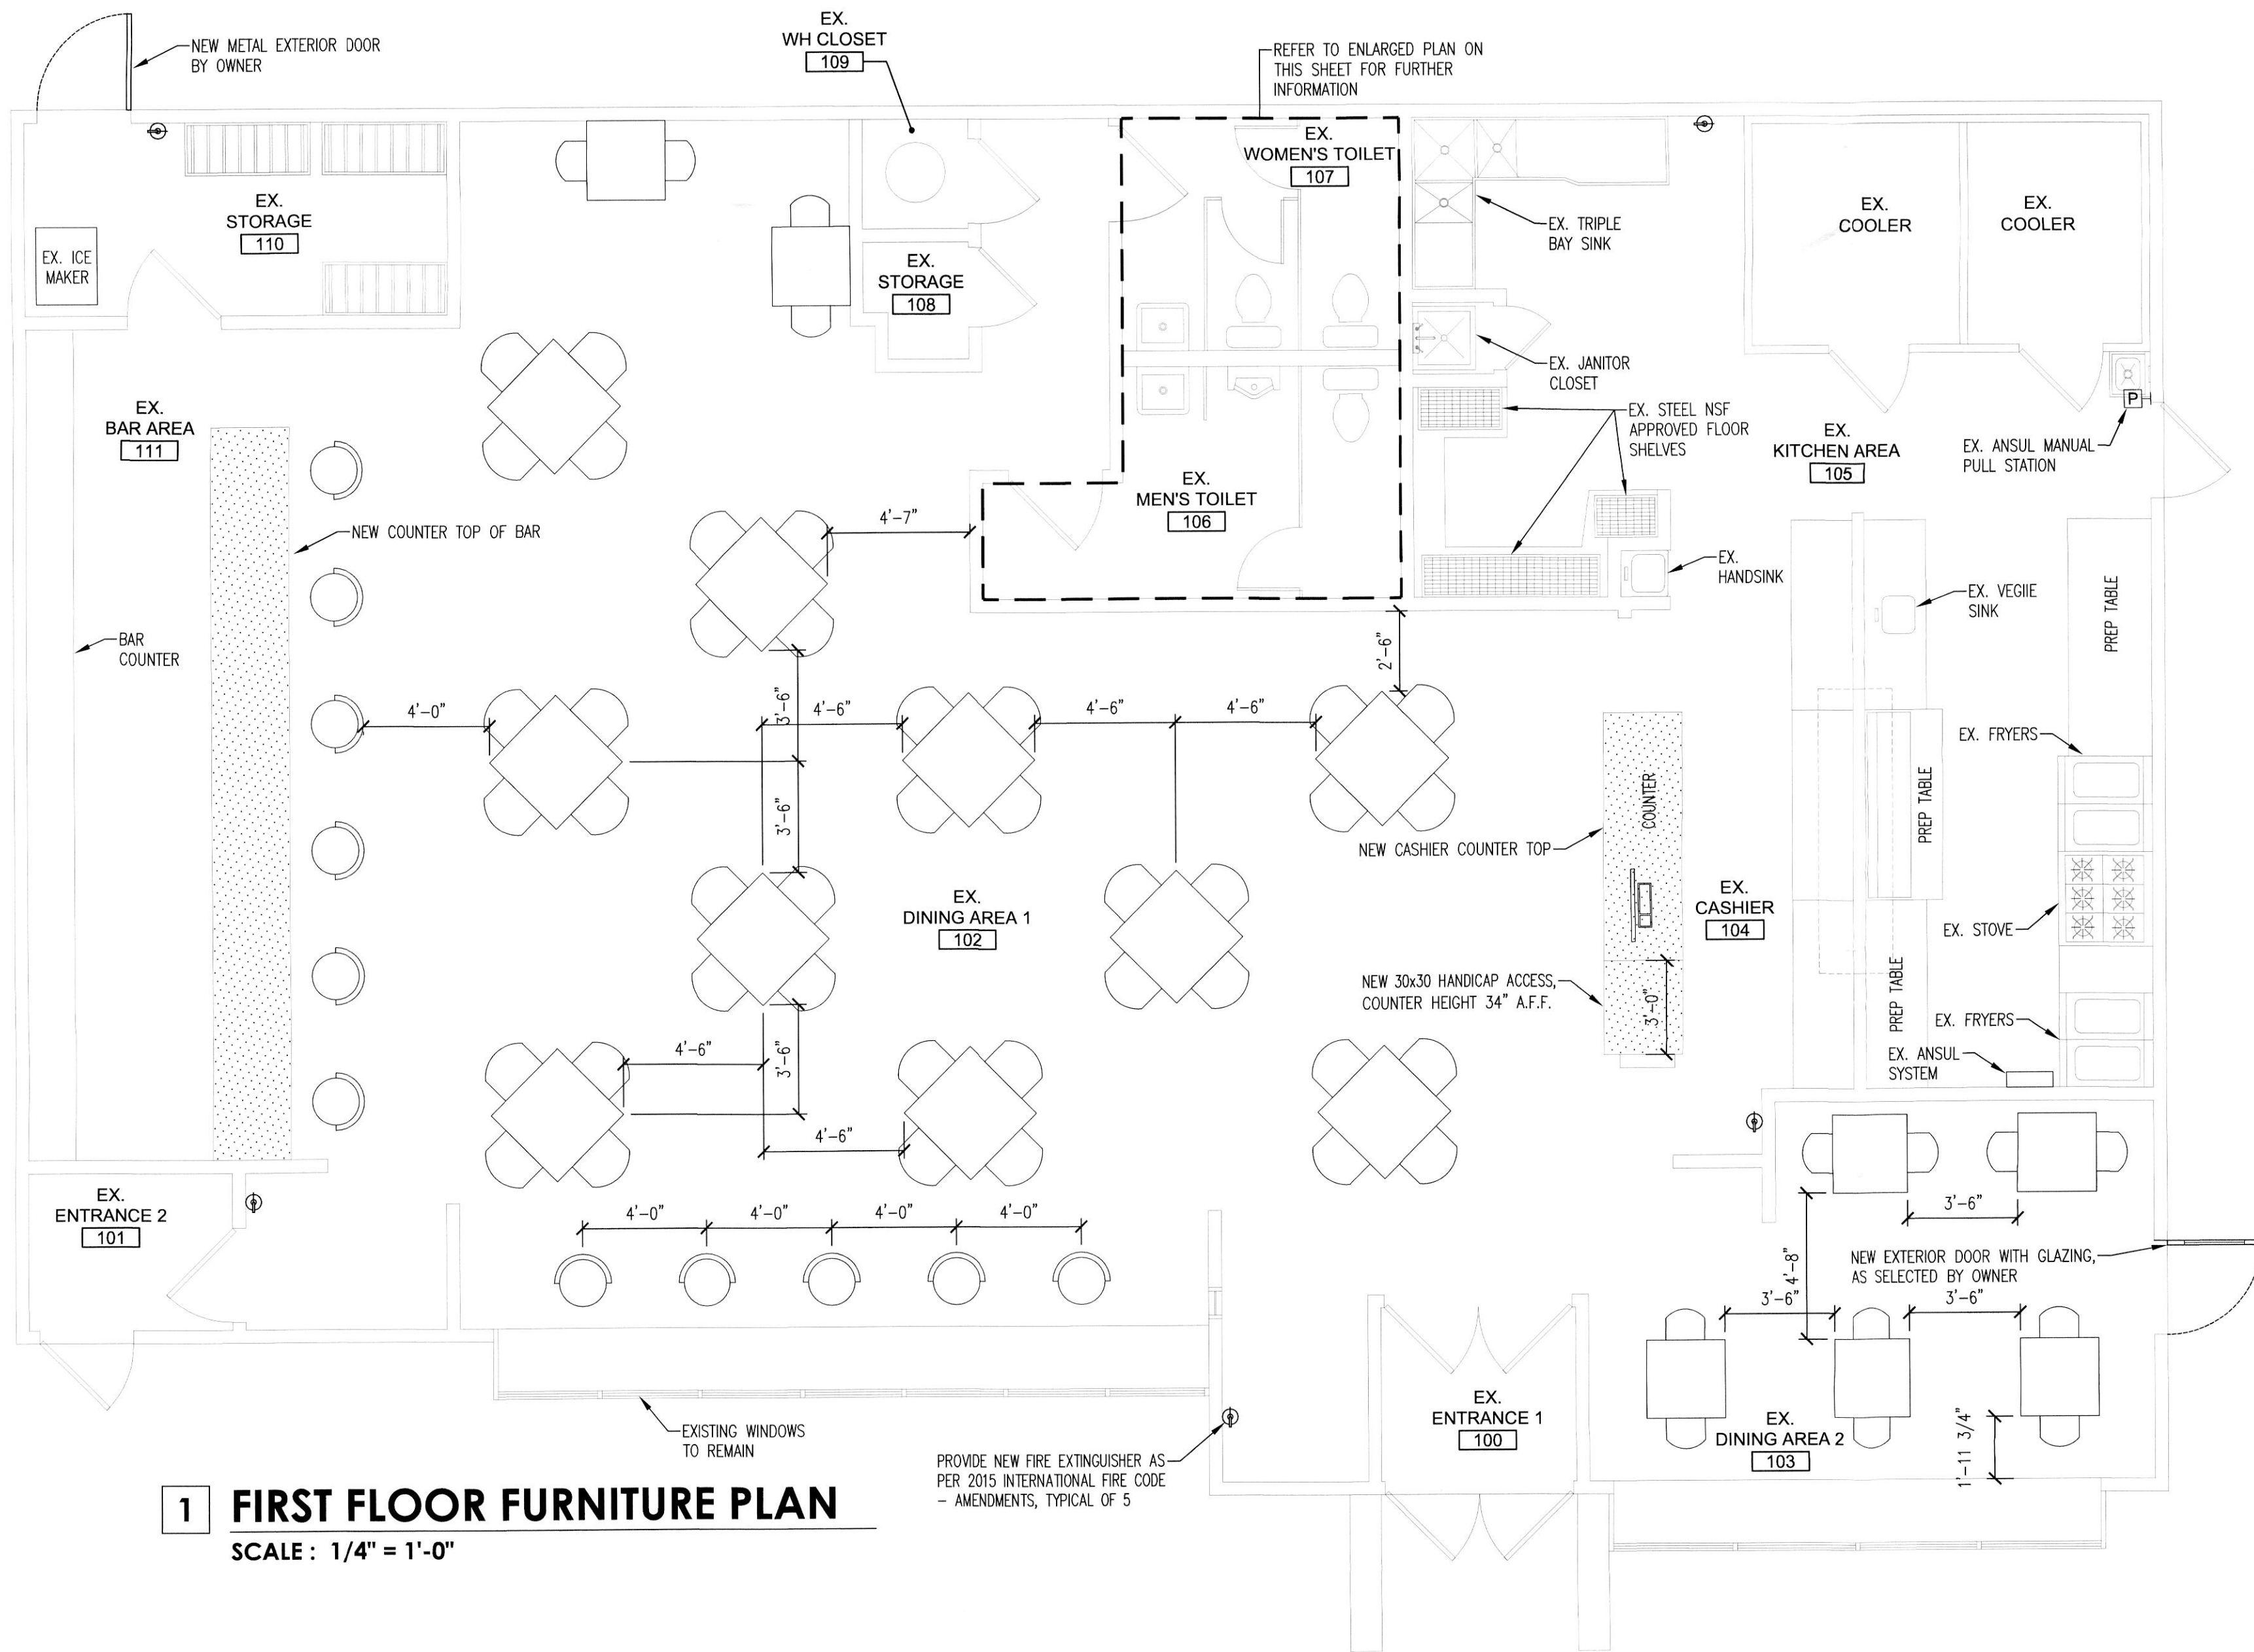 NEW METAL EXTERIOR DOOR
BY OWNER
EX.
WH CLOSET
109
REFER TO ENLARGED PLAN ON
THIS SHEET FOR FURTHER
INFORMATION
EX.
STORAGE
110
EX. ICE
MAKER
EX.
STORAGE
108
EX.
WOMEN'S TOILET
107
EX. TRIPLE
BAY SINK
EX.
COOLER
EX.
COOLER
EX. JANITOR
CLOSET
EX. STEEL NSF
APPROVED FLOOR
SHELVES
EX.
KITCHEN AREA
105
P
EX. ANSUL MANUAL
PULL STATION
EX.
BAR AREA
111
NEW COUNTER TOP OF BAR
4'-7"
EX.
MEN'S TOILET
106
EX.
HANDSINK
EX. VEGIIE
SINK
PREP TABLE
BAR
COUNTER
2'-6"
4'-0"
3'-6"
4'-6"
4'-6"
4'-6"
EX. FRYERS
3'-6"
COUNTER
PREP TABLE
NEW CASHIER COUNTER TOP
EX.
DINING AREA 1
102
EX.
CASHIER
104
EX. STOVE
NEW 30x30 HANDICAP ACCESS,
COUNTER HEIGHT 34" A.F.F.
3'-0"
PREP TABLE
EX. FRYERS
EX. ANSUL
SYSTEM
4'-6"
3'-6"
4'-6"
EX.
ENTRANCE 2
101
4'-0"
4'-0"
4'-0"
4'-0"
3'-6"
4'-8"
NEW EXTERIOR DOOR WITH GLAZING,
AS SELECTED BY OWNER
3'-6"
3'-6"
EX.
ENTRANCE 1
100
EX.
DINING AREA 2
103
1'-11 3/4"
EXISTING WINDOWS
TO REMAIN
PROVIDE NEW FIRE EXTINGUISHER AS
PER 2015 INTERNATIONAL FIRE CODE
- AMENDMENTS, TYPICAL OF 5
1 FIRST FLOOR FURNITURE PLAN
SCALE : 1/4" = 1'-0"